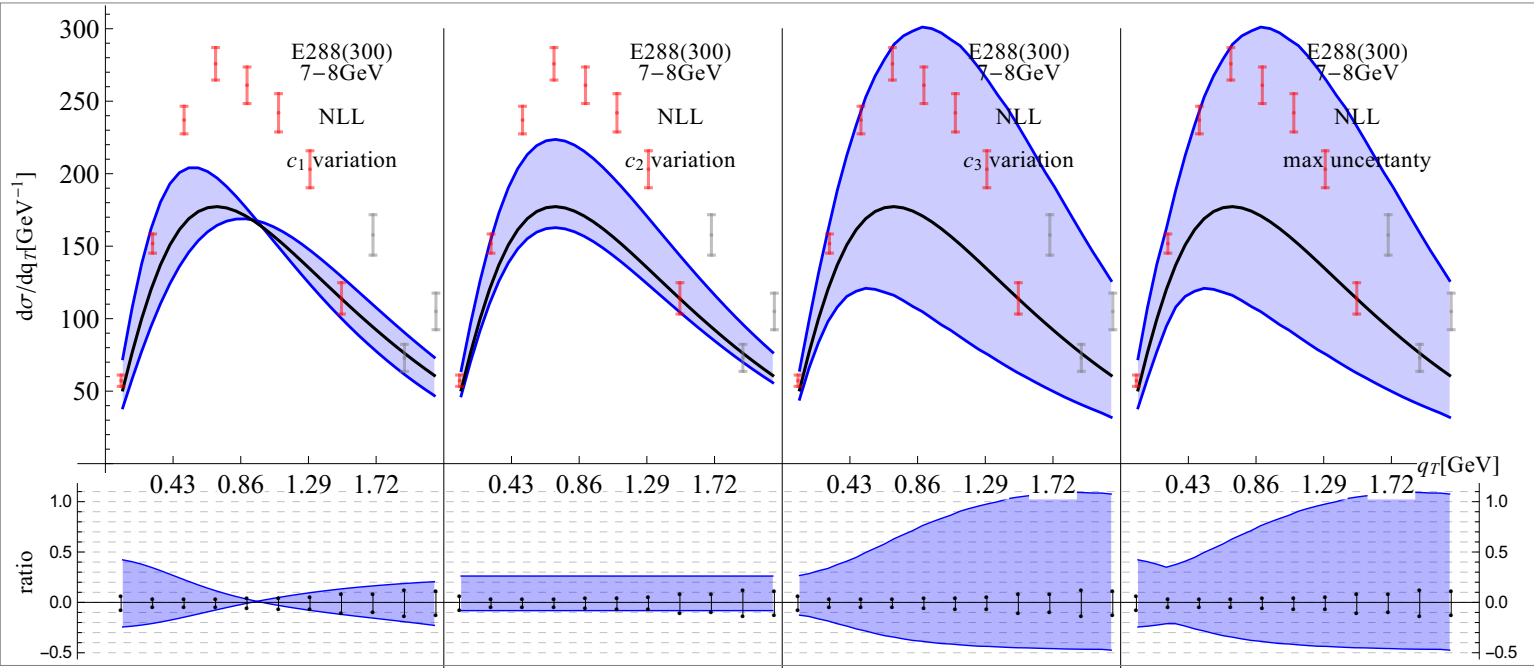 300
250
200
150
100
50
dσ/dq_T[GeV⁻¹]
E288(300)
7−8GeV
NLL
c₁ variation
E288(300)
7−8GeV
NLL
c₂ variation
E288(300)
7−8GeV
NLL
c₃ variation
E288(300)
7−8GeV
NLL
max uncertanty
q_T[GeV]
0.43 0.86 1.29 1.72
0.43 0.86 1.29 1.72
0.43 0.86 1.29 1.72
0.43 0.86 1.29 1.72
ratio
1.0
0.5
0.0
−0.5
1.0
0.5
0.0
−0.5